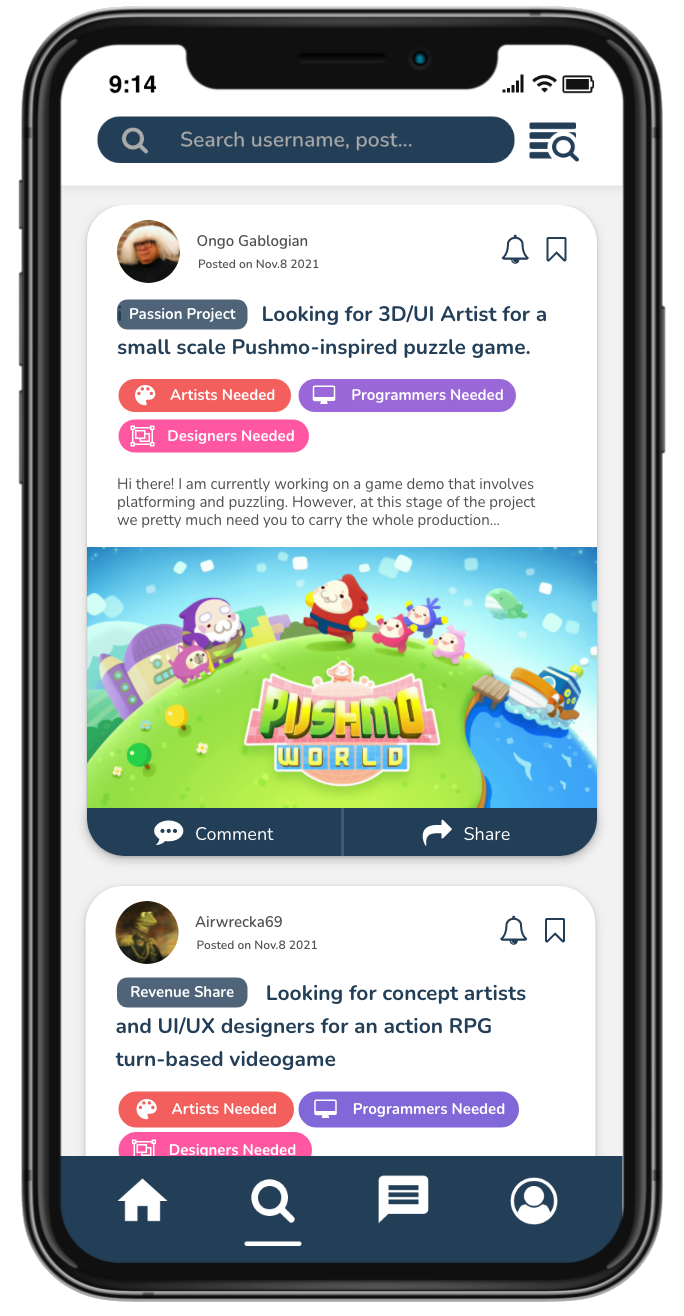 9:14
Search username, post...
Ongo Gablogian
Posted on Nov.8 2021
Passion Project Looking for 3D/UI Artist for a
small scale Pushmo-inspired puzzle game.
Artists Needed Programmers Needed
Designers Needed
Hi there! I am currently working on a game demo that involves
platforming and puzzling. However, at this stage of the project
we pretty much need you to carry the whole production...
PUSHMO
WORLD
Comment Share
Airwrecka69
Posted on Nov.8 2021
Revenue Share Looking for concept artists
and UI/UX designers for an action RPG
turn-based videogame
Artists Needed Programmers Needed
Designers Needed